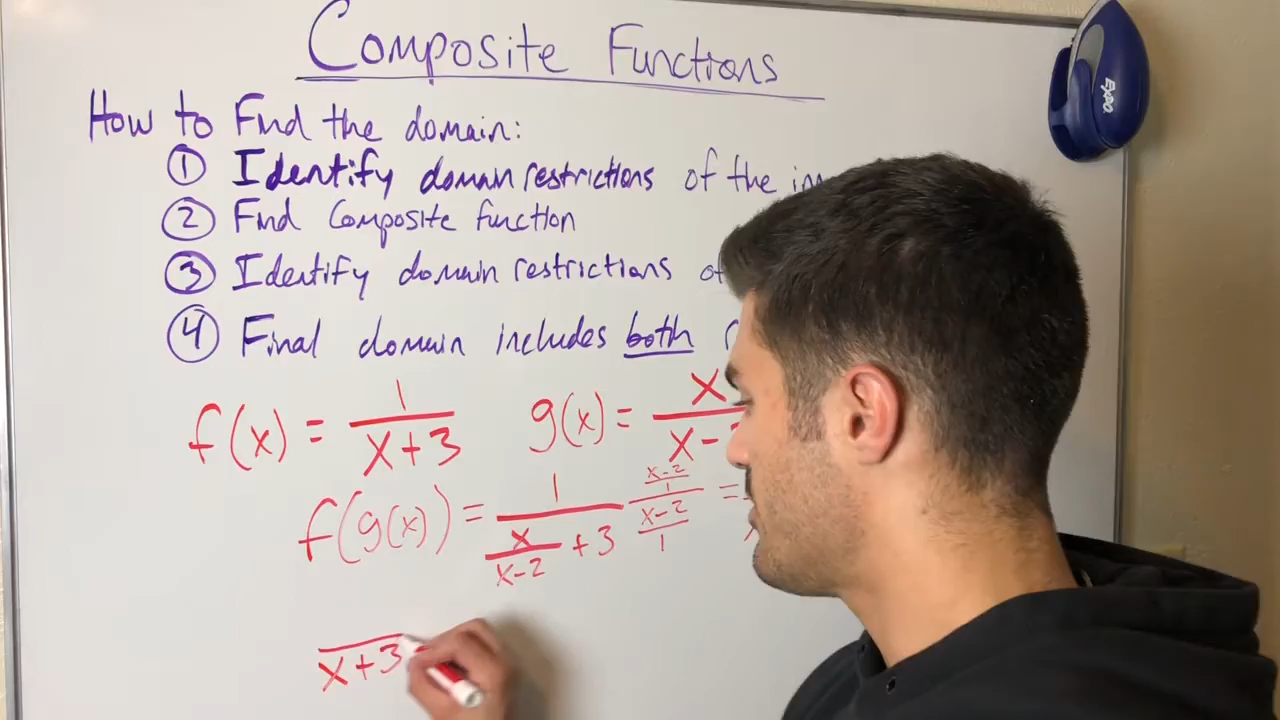 Composite Functions
How to Find the domain:
① Identify domain restrictions of the
② Find Composite function
③ Identify domain restrictions of
④ Final domain includes both
f(x) = 1/(x+3) g(x) = x/(x-
f(g(x)) = 1/(x/(x-2) +3) ((x-2)/1)/((x-2)/1) =
x+3
EXPO